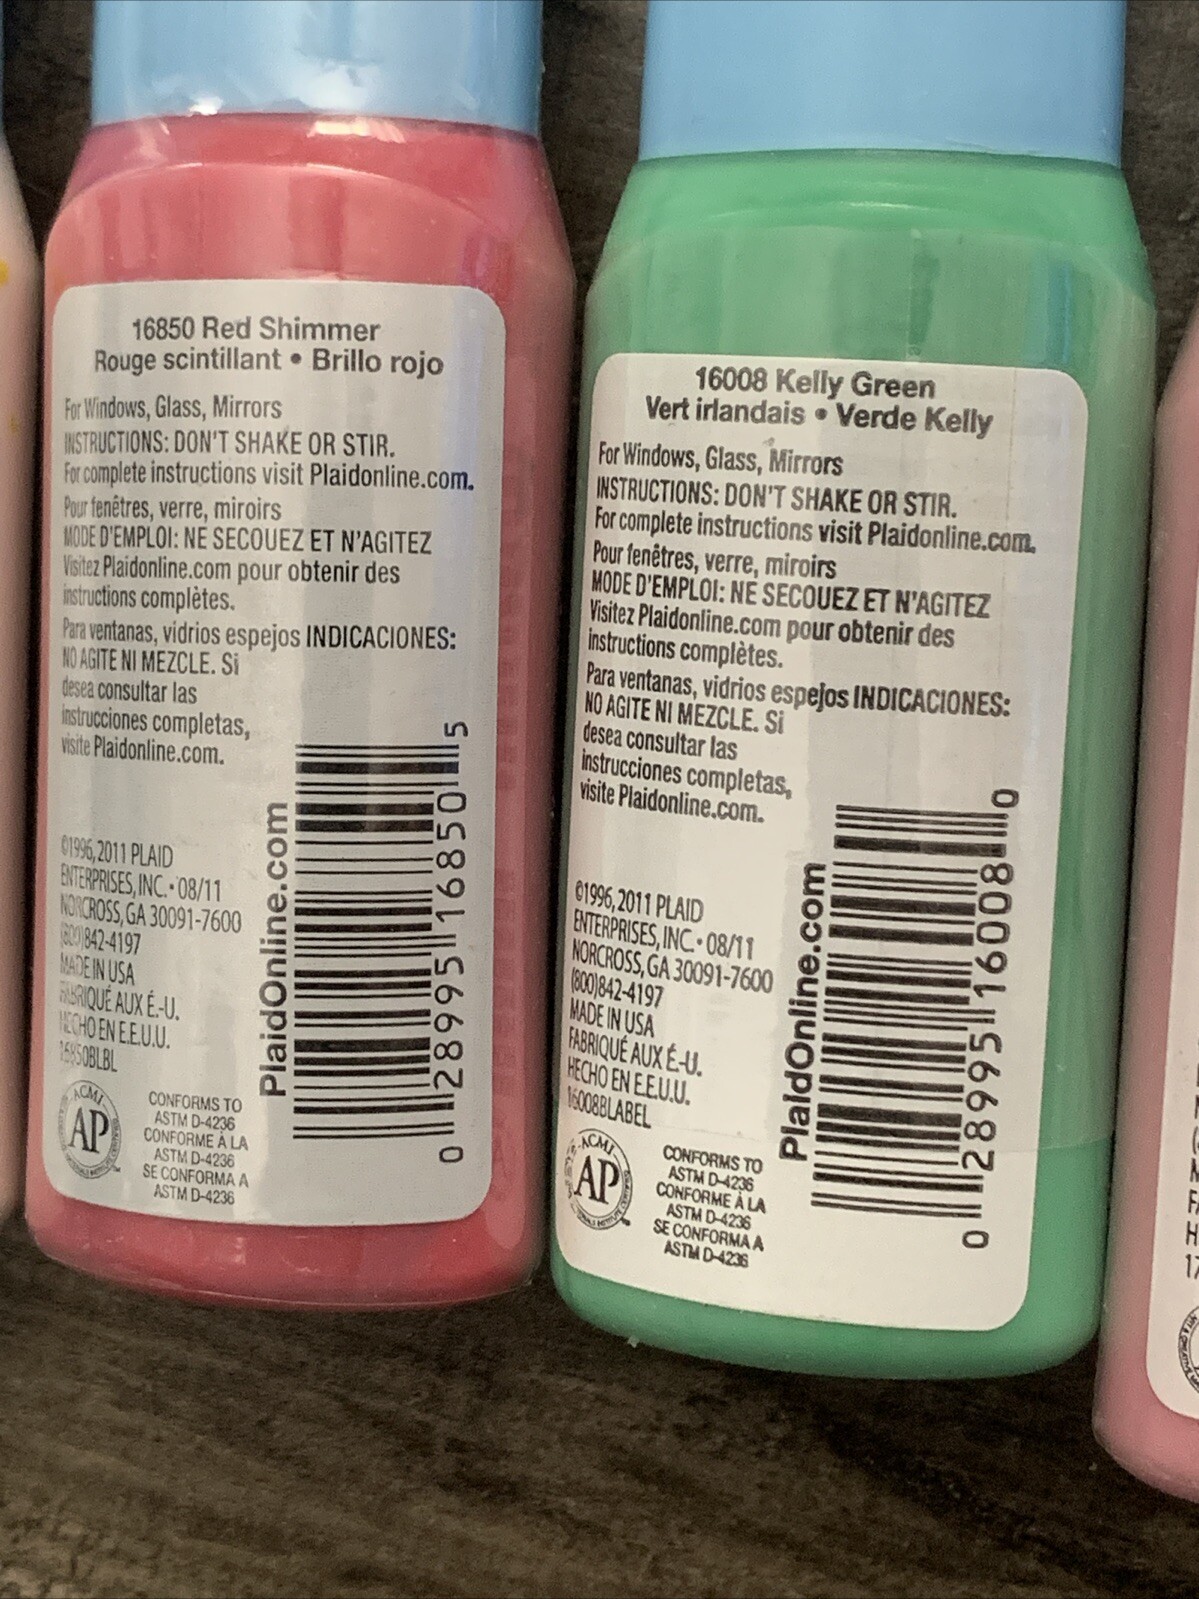 16850 Red Shimmer
Rouge scintillant • Brillo rojo
For Windows, Glass, Mirrors
INSTRUCTIONS: DON'T SHAKE OR STIR.
For complete instructions visit Plaidonline.com.
Pour fenêtres, verre, miroirs
MODE D'EMPLOI: NE SECOUEZ ET N'AGITEZ
Visitez Plaidonline.com pour obtenir des
instructions complètes.
Para ventanas, vidrios espejos INDICACIONES:
NO AGITE NI MEZCLE. Si
desea consultar las
instrucciones completas,
visite Plaidonline.com.
©1996, 2011 PLAID
ENTERPRISES, INC. • 08/11
NORCROSS, GA 30091-7600
(800)842-4197
MADE IN USA
FABRIQUÉ AUX É.-U.
HECHO EN E.E.U.U.
16850BLBL
ACMI
AP
CONFORMS TO
ASTM D-4236
CONFORME À LA
ASTM D-4236
SE CONFORMA A
ASTM D-4236
PlaidOnline.com
0 28995 16850 5
16008 Kelly Green
Vert irlandais • Verde Kelly
For Windows, Glass, Mirrors
INSTRUCTIONS: DON'T SHAKE OR STIR.
For complete instructions visit Plaidonline.com.
Pour fenêtres, verre, miroirs
MODE D'EMPLOI: NE SECOUEZ ET N'AGITEZ
Visitez Plaidonline.com pour obtenir des
instructions complètes.
Para ventanas, vidrios espejos INDICACIONES:
NO AGITE NI MEZCLE. Si
desea consultar las
instrucciones completas,
visite Plaidonline.com.
©1996, 2011 PLAID
ENTERPRISES, INC. • 08/11
NORCROSS, GA 30091-7600
(800)842-4197
MADE IN USA
FABRIQUÉ AUX É.-U.
HECHO EN E.E.U.U.
16008BLABEL
ACMI
AP
CONFORMS TO
ASTM D-4236
CONFORME À LA
ASTM D-4236
SE CONFORMA A
ASTM D-4236
PlaidOnline.com
0 28995 16008 0